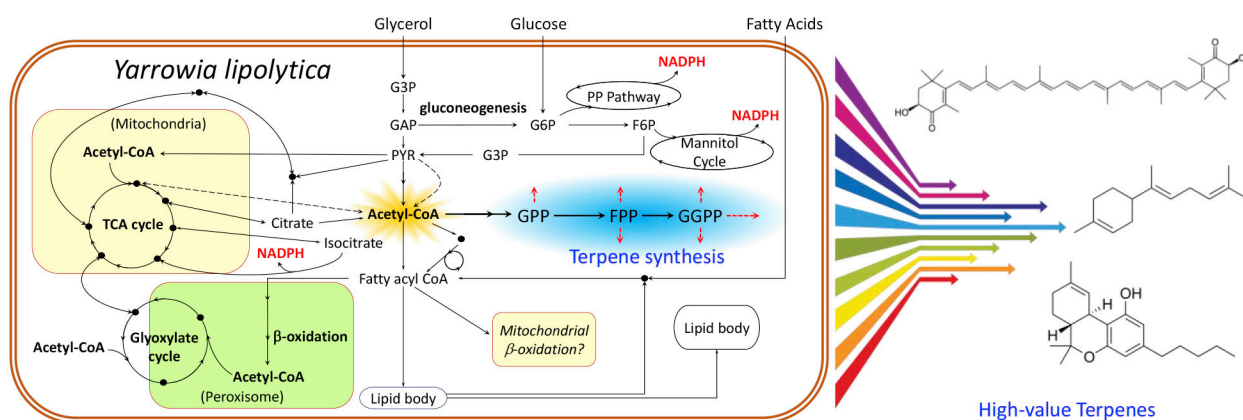 Glycerol
Glucose
Fatty Acids
Yarrowia lipolytica
NADPH
G3P
gluconeogenesis
PP Pathway
(Mitochondria)
GAP
G6P
F6P
NADPH
Acetyl-CoA
PYR
G3P
Mannitol
Cycle
Acetyl-CoA
GPP
FPP
GGPP
TCA cycle
Citrate
Isocitrate
NADPH
Terpene synthesis
Fatty acyl CoA
Glyoxylate
cycle
β-oxidation
Acetyl-CoA
Acetyl-CoA
(Peroxisome)
Mitochondrial
β-oxidation?
Lipid body
Lipid body
O
HO
O
H
OH
H
O
High-value Terpenes